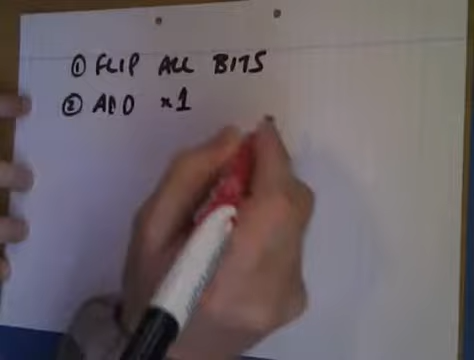 ① FLIP ALL BITS
② ADD *1